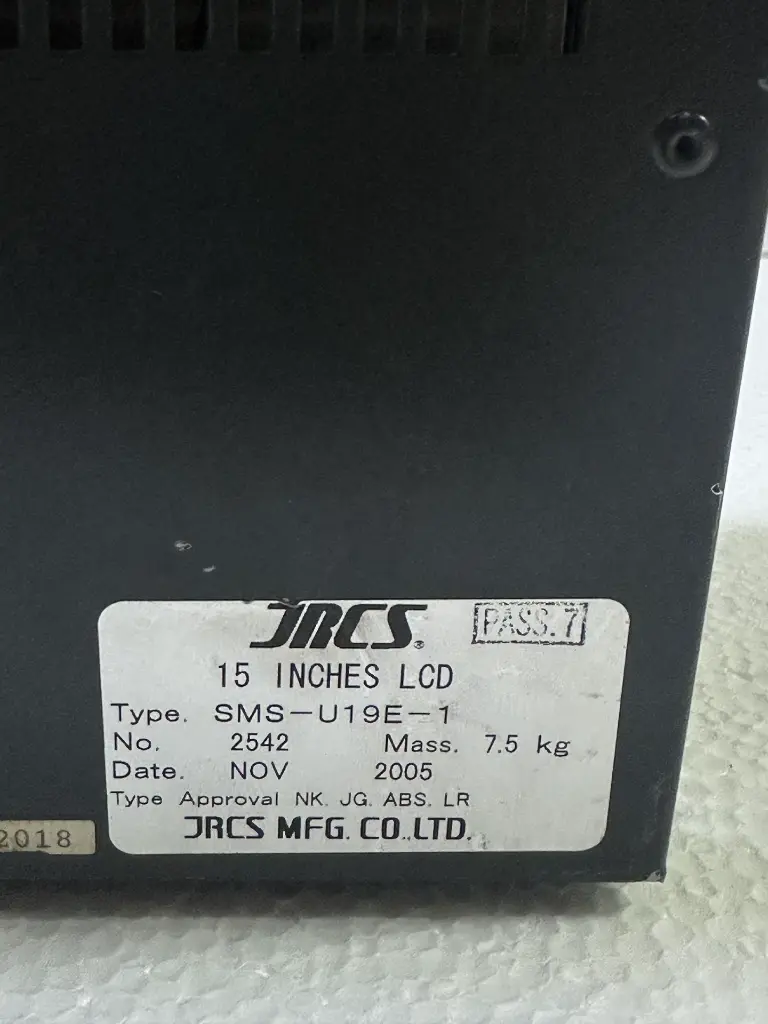 JRCS® PASS.7
15 INCHES LCD
Type. SMS-U19E-1
No. 2542 Mass. 7.5 kg
Date. NOV 2005
Type Approval NK. JG. ABS. LR
JRCS MFG. CO.,LTD.
2018